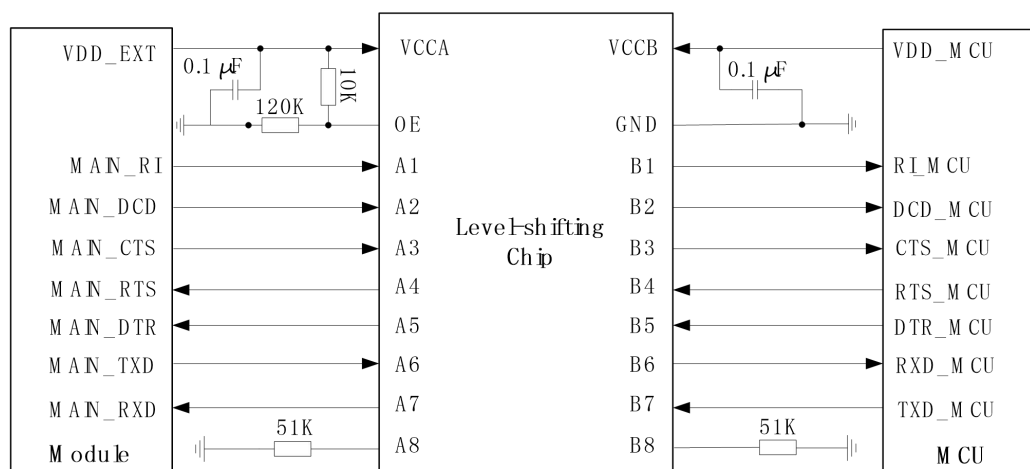 VDD_EXT
VCCA
VCCB
VDD_MCU
0.1 μF
10K
0.1 μF
120K
OE
GND
MAIN_RI
A1
B1
RI_MCU
MAIN_DCD
A2
B2
DCD_MCU
MAIN_CTS
A3
Level-shifting
Chip
B3
CTS_MCU
MAIN_RTS
A4
B4
RTS_MCU
MAIN_DTR
A5
B5
DTR_MCU
MAIN_TXD
A6
B6
RXD_MCU
MAIN_RXD
A7
B7
TXD_MCU
51K
51K
Module
A8
B8
MCU